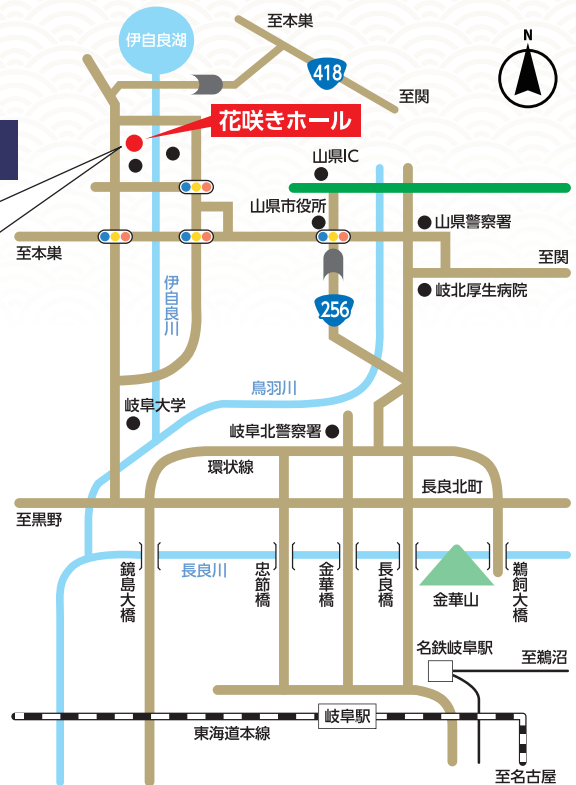 至本巣
伊自良湖
N
418
至関
花咲きホール
山県IC
山県市役所
山県警察署
至本巣
至関
伊自良川
岐北厚生病院
256
鳥羽川
岐阜大学
岐阜北警察署
環状線
長良北町
至黒野
鏡島大橋
長良川
忠節橋
金華橋
長良橋
金華山
鵜飼大橋
名鉄岐阜駅
至鵜沼
岐阜駅
東海道本線
至名古屋